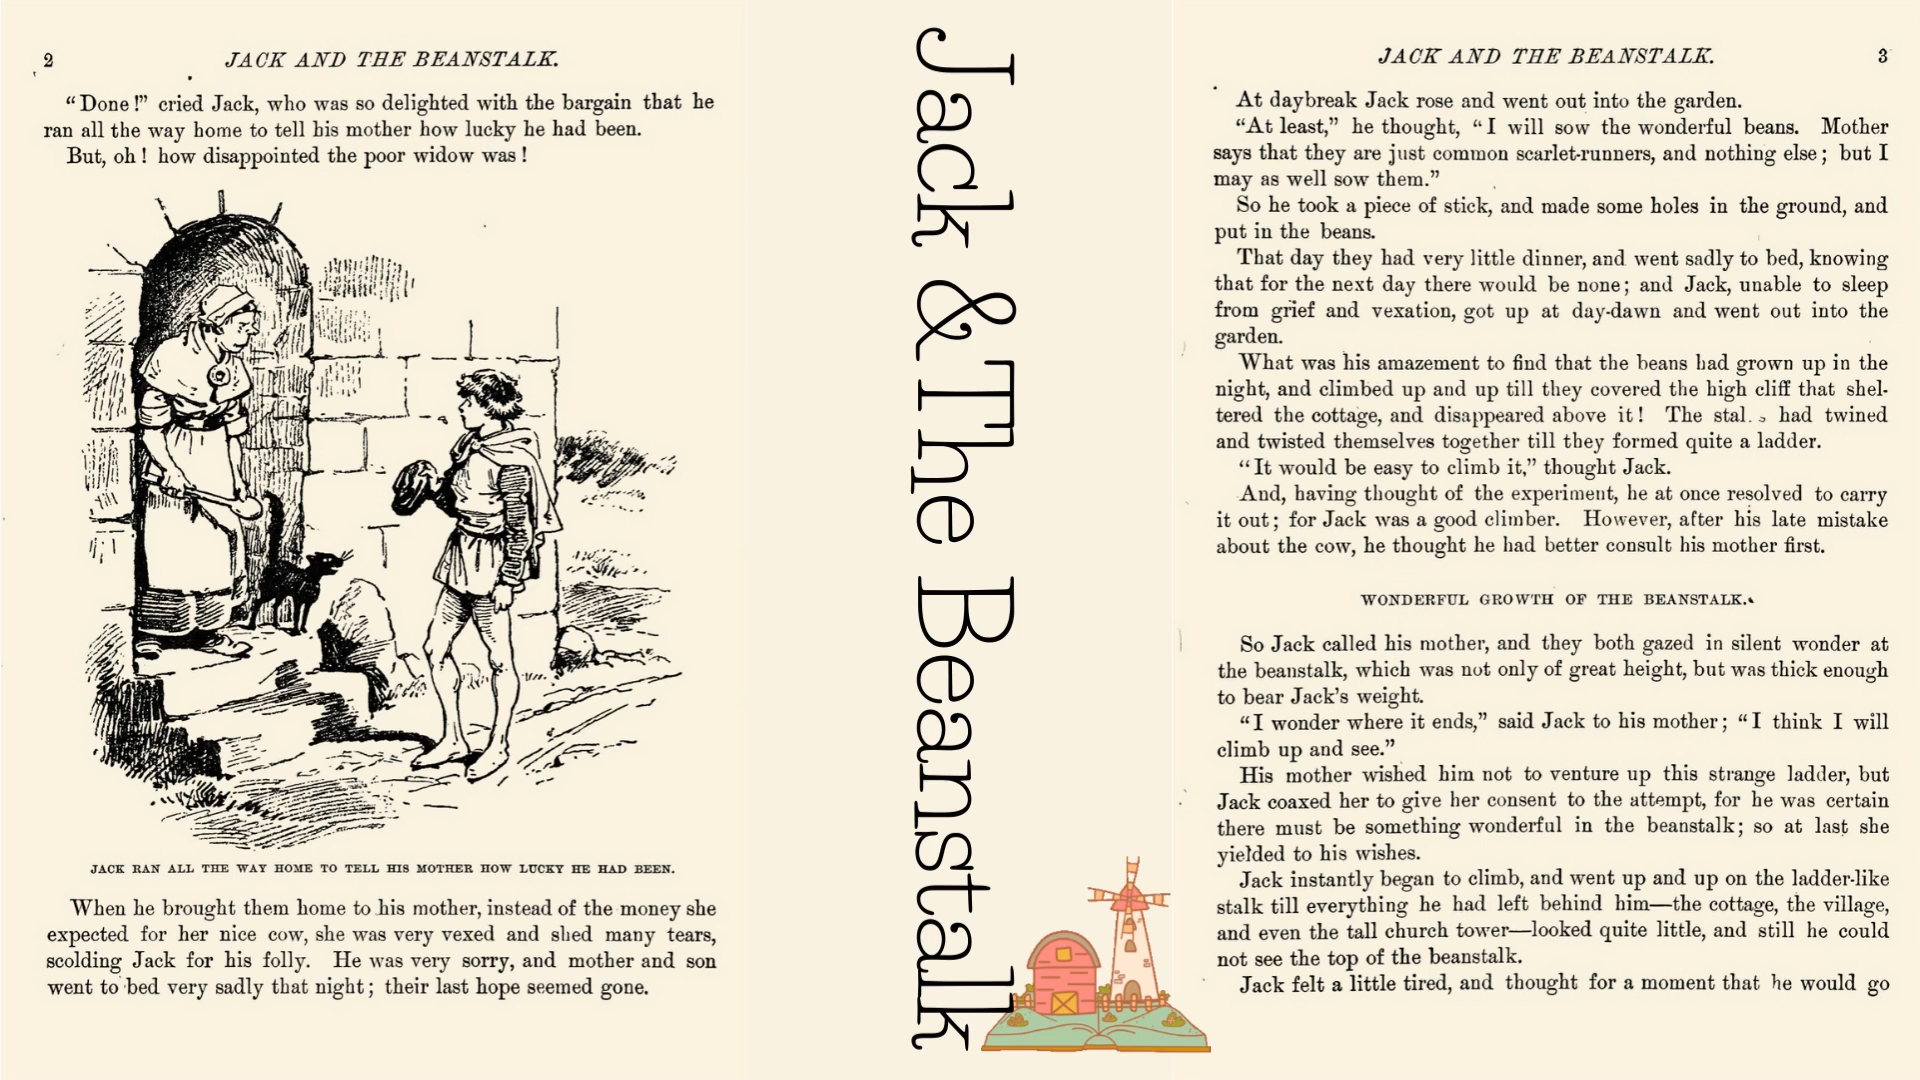 2
JACK AND THE BEANSTALK.
“Done!” cried Jack, who was so delighted with the bargain that he
ran all the way home to tell his mother how lucky he had been.
But, oh! how disappointed the poor widow was!
JACK RAN ALL THE WAY HOME TO TELL HIS MOTHER HOW LUCKY HE HAD BEEN.
When he brought them home to his mother, instead of the money she
expected for her nice cow, she was very vexed and shed many tears,
scolding Jack for his folly. He was very sorry, and mother and son
went to bed very sadly that night; their last hope seemed gone.
Jack &The Beanstalk
JACK AND THE BEANSTALK.
3
At daybreak Jack rose and went out into the garden.
“At least,” he thought, “I will sow the wonderful beans. Mother
says that they are just common scarlet-runners, and nothing else; but I
may as well sow them.”
So he took a piece of stick, and made some holes in the ground, and
put in the beans.
That day they had very little dinner, and went sadly to bed, knowing
that for the next day there would be none; and Jack, unable to sleep
from grief and vexation, got up at day-dawn and went out into the
garden.
What was his amazement to find that the beans had grown up in the
night, and climbed up and up till they covered the high cliff that shel-
tered the cottage, and disappeared above it! The had twined
and twisted themselves together till they formed quite a ladder.
“It would be easy to climb it,” thought Jack.
And, having thought of the experiment, he at once resolved to carry
it out; for Jack was a good climber. However, after his late mistake
about the cow, he thought he had better consult his mother first.
WONDERFUL GROWTH OF THE BEANSTALK.
So Jack called his mother, and they both gazed in silent wonder at
the beanstalk, which was not only of great height, but was thick enough
to bear Jack’s weight.
“I wonder where it ends,” said Jack to his mother; “I think I will
climb up and see.”
His mother wished him not to venture up this strange ladder, but
Jack coaxed her to give her consent to the attempt, for he was certain
there must be something wonderful in the beanstalk; so at last she
yielded to his wishes.
Jack instantly began to climb, and went up and up on the ladder-like
stalk till everything he had left behind him—the cottage, the village,
and even the tall church tower—looked quite little, and still he could
not see the top of the beanstalk.
Jack felt a little tired, and thought for a moment that he would go